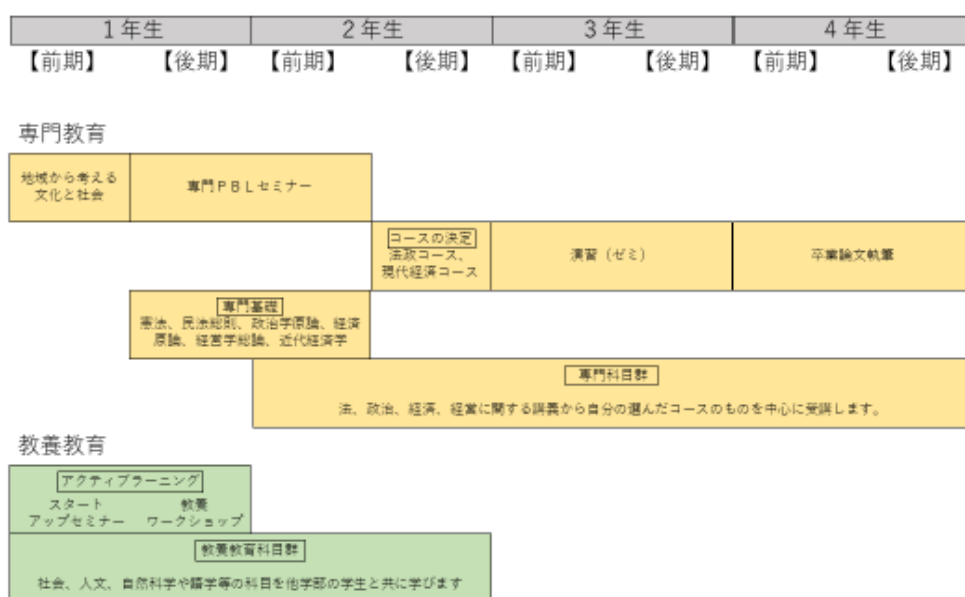 1年生 2年生 3年生 4年生
【前期】 【後期】 【前期】 【後期】 【前期】 【後期】 【前期】 【後期】
専門教育
地域から考える
文化と社会
専門PBLセミナー
コースの決定
法政コース、
現代経済コース
演習（ゼミ）
卒業論文執筆
専門基礎
憲法、民法総則、政治学原論、経済
原論、経営学総論、近代経済学
専門科目群
法、政治、経済、経営に関する講義から自分の選んだコースのものを中心に受講します。
教養教育
アクティブラーニング
スタート
アップセミナー
教養
ワークショップ
教養教育科目群
社会、人文、自然科学や語学等の科目を他学部の学生と共に学びます